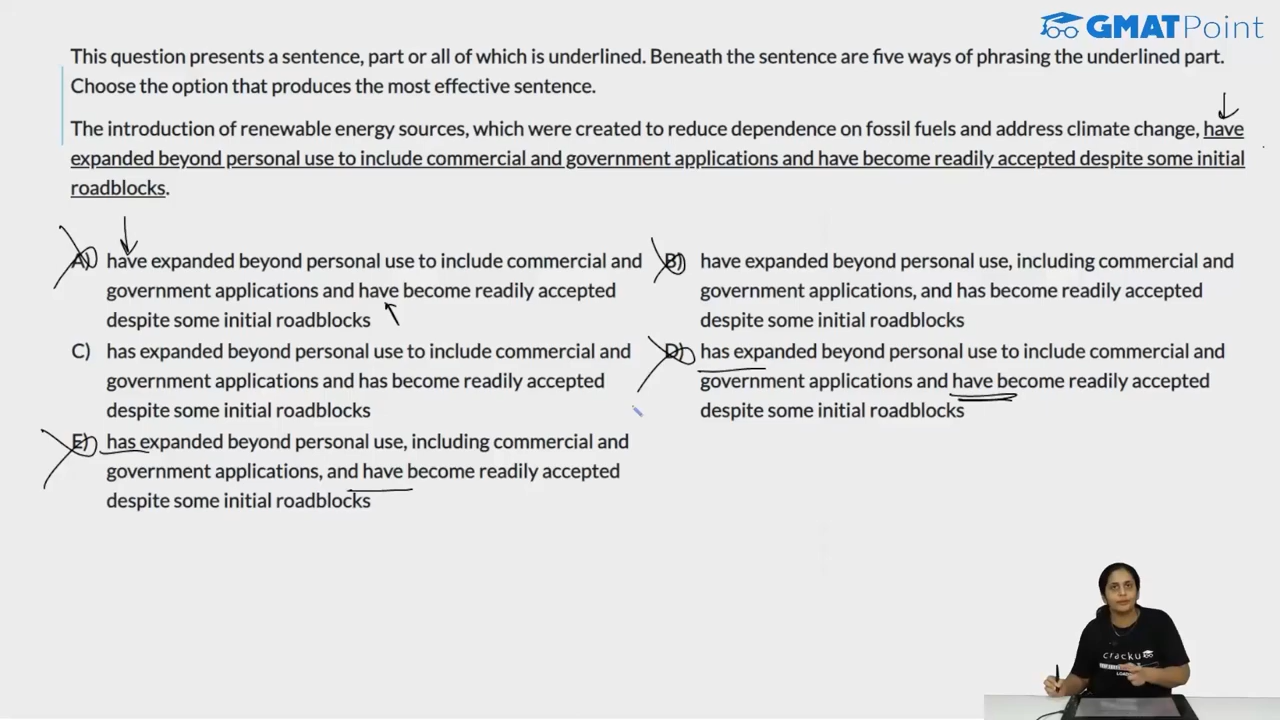 GMATPoint
This question presents a sentence, part or all of which is underlined. Beneath the sentence are five ways of phrasing the underlined part.
Choose the option that produces the most effective sentence.
The introduction of renewable energy sources, which were created to reduce dependence on fossil fuels and address climate change, have
expanded beyond personal use to include commercial and government applications and have become readily accepted despite some initial
roadblocks.
A) have expanded beyond personal use to include commercial and
government applications and have become readily accepted
despite some initial roadblocks
B) have expanded beyond personal use, including commercial and
government applications, and has become readily accepted
despite some initial roadblocks
C) has expanded beyond personal use to include commercial and
government applications and has become readily accepted
despite some initial roadblocks
D) has expanded beyond personal use to include commercial and
government applications and have become readily accepted
despite some initial roadblocks
E) has expanded beyond personal use, including commercial and
government applications, and have become readily accepted
despite some initial roadblocks
cracku